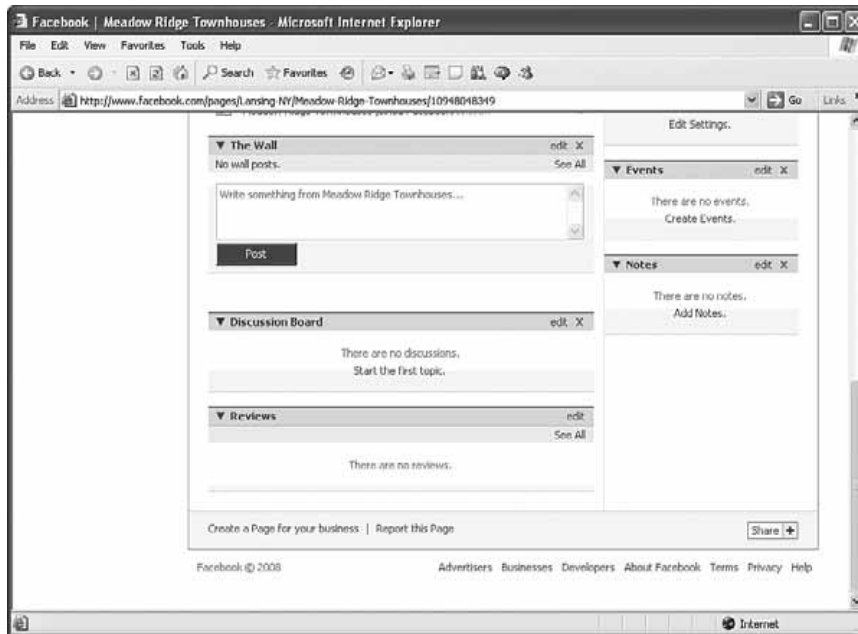 Facebook | Meadow Ridge Townhouses - Microsoft Internet Explorer
File Edit View Favorites Tools Help
Back Search Favorites
Address http://www.facebook.com/pages/Lansing-NY/Meadow-Ridge-Townhouses/10948048349 Go Links
Edit Settings.
▼ The Wall edit X
No wall posts. See All
Write something from Meadow Ridge Townhouses...
Post
▼ Events edit X
There are no events.
Create Events.
▼ Notes edit X
There are no notes.
Add Notes.
▼ Discussion Board edit X
There are no discussions.
Start the first topic.
▼ Reviews edit
See All
There are no reviews.
Create a Page for your business | Report this Page
Share +
Facebook © 2008 Advertisers Businesses Developers About Facebook Terms Privacy Help
Internet